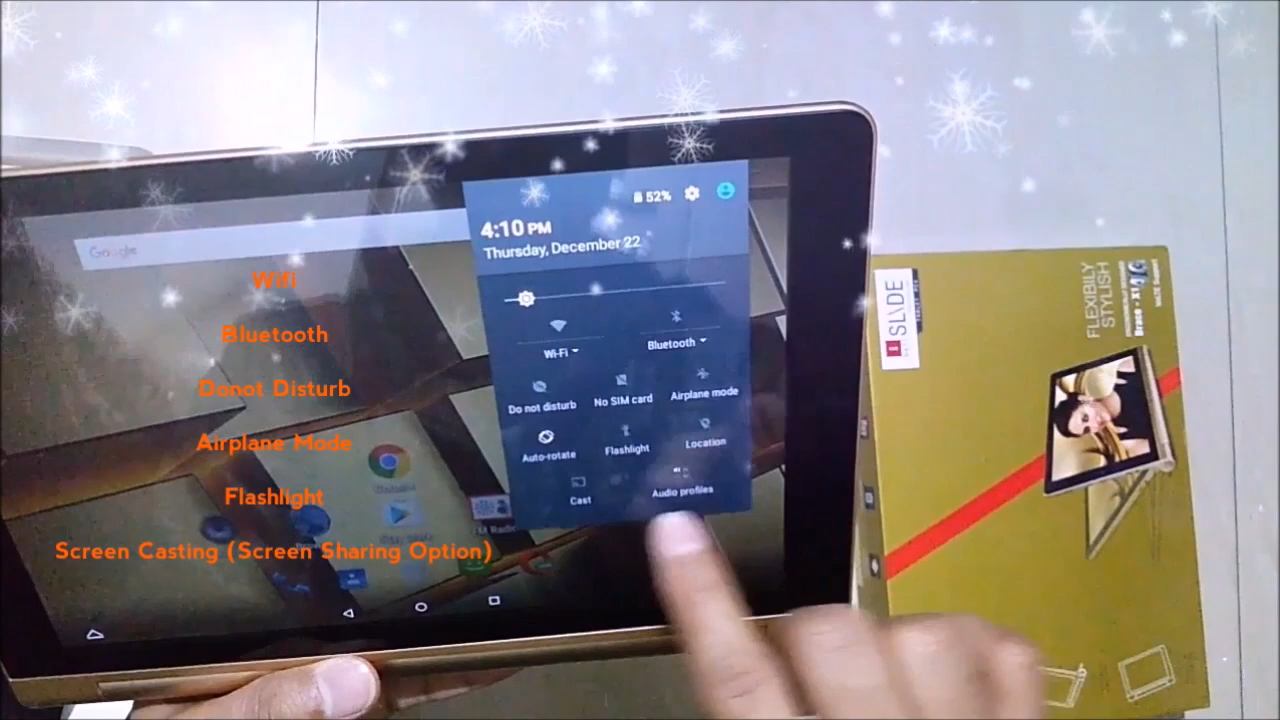 52%
4:10 PM
Thursday, December 22
Google
Wifi
Bluetooth
Donot Disturb
Airplane Mode
Flashlight
Screen Casting (Screen Sharing Option)
Wi-Fi
Bluetooth
Do not disturb
No SIM card
Airplane mode
Auto-rotate
Flashlight
Location
Cast
Audio profiles
SLIDE
FLEXIBILY
STYLISH